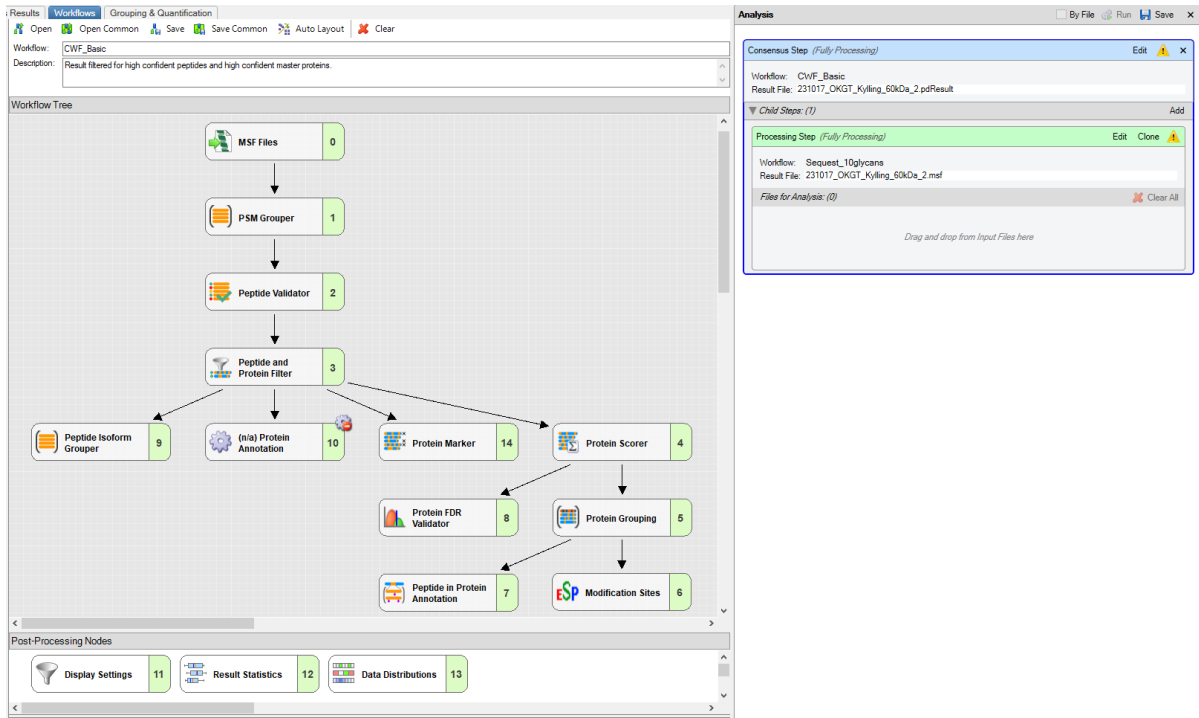 s Results Workflows Grouping & Quantification
Open Open Common Save Save Common Auto Layout Clear
Workflow: CWF_Basic
Description: Result filtered for high confident peptides and high confident master proteins.
Workflow Tree
MSF Files 0
PSM Grouper 1
Peptide Validator 2
Peptide and
Protein Filter 3
Peptide Isoform
Grouper 9
(n/a) Protein
Annotation 10
Protein Marker 14
Protein Scorer 4
Protein FDR
Validator 8
Protein Grouping 5
Peptide in Protein
Annotation 7
ESP Modification Sites 6
Post-Processing Nodes
Display Settings 11
Result Statistics 12
Data Distributions 13
Analysis By File Run Save
Consensus Step (Fully Processing) Edit
Workflow: CWF_Basic
Result File: 231017_OKGT_Kylling_60kDa_2.pdResult
Child Steps: (1) Add
Processing Step (Fully Processing) Edit Clone
Workflow: Sequest_10glycans
Result File: 231017_OKGT_Kylling_60kDa_2.msf
Files for Analysis: (0) Clear All
Drag and drop from Input Files here